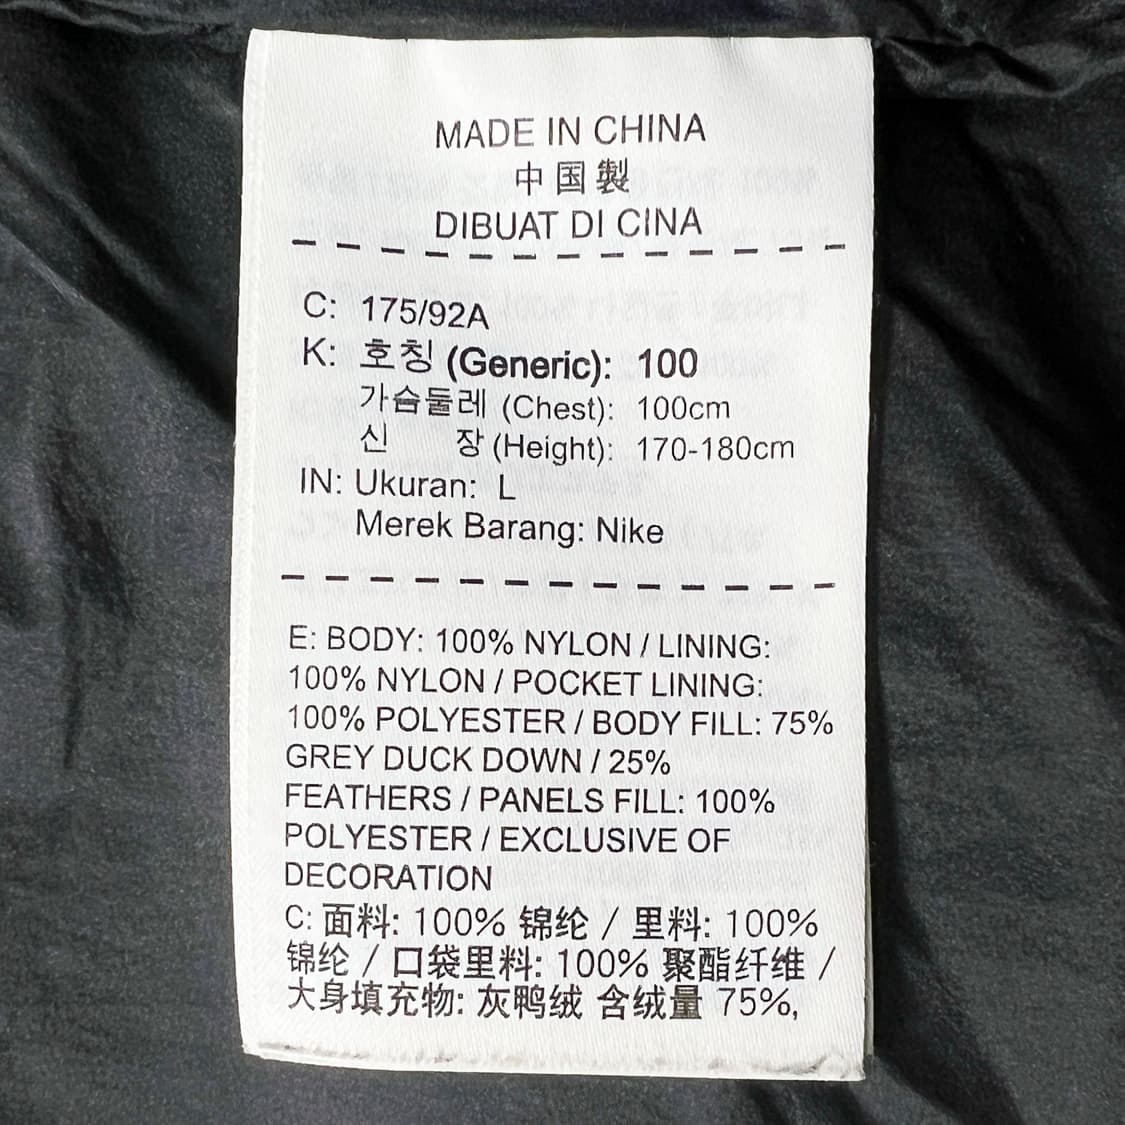 MADE IN CHINA
中国製
DIBUAT DI CINA
C: 175/92A
K: 호칭 (Generic): 100
가슴둘레 (Chest): 100cm
신 장 (Height): 170-180cm
IN: Ukuran: L
Merek Barang: Nike
E: BODY: 100% NYLON / LINING:
100% NYLON / POCKET LINING:
100% POLYESTER / BODY FILL: 75%
GREY DUCK DOWN / 25%
FEATHERS / PANELS FILL: 100%
POLYESTER / EXCLUSIVE OF
DECORATION
C: 面料: 100% 锦纶 / 里料: 100%
锦纶 / 口袋里料: 100% 聚酯纤维 /
大身填充物: 灰鸭绒 含绒量 75%,